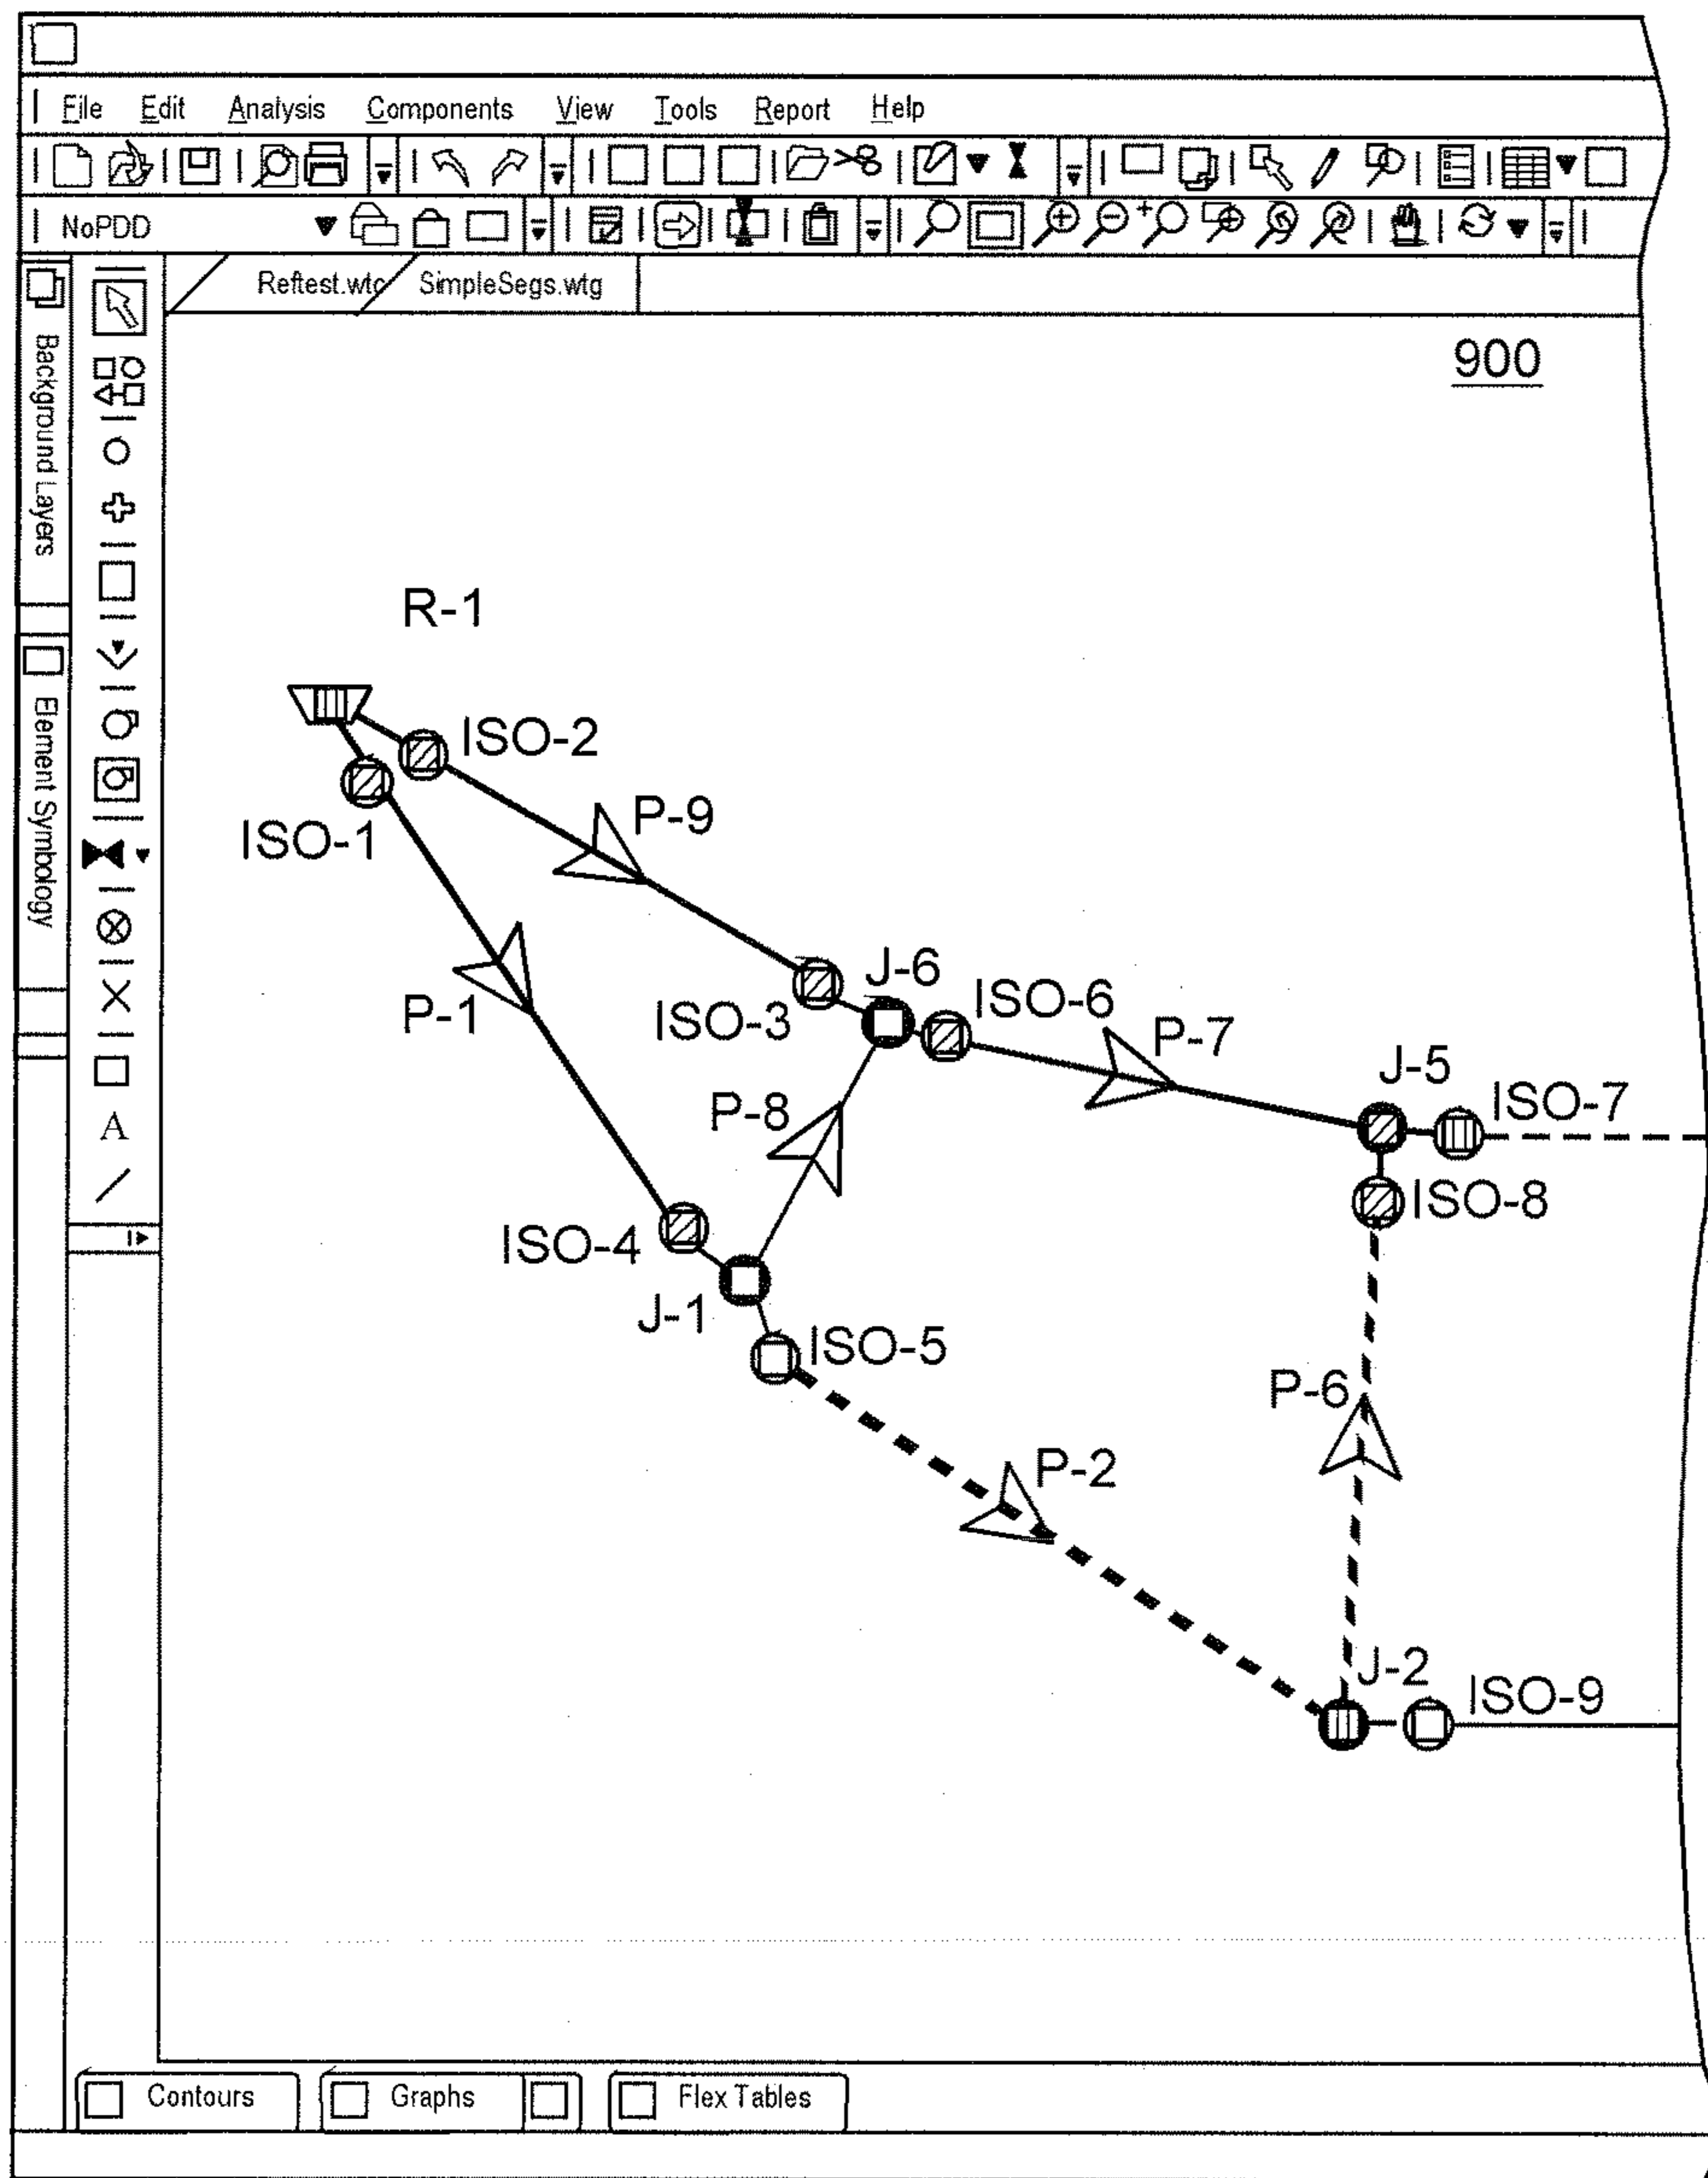 File Edit Analysis Components View Tools Report Help
NoPDD
Reftest.wtg SimpleSegs.wtg
Background Layers
Element Symbology
A
900
R-1
ISO-2
ISO-1
P-9
P-1
J-6
ISO-3
ISO-6
P-7
J-5
ISO-7
P-8
ISO-8
ISO-4
J-1
ISO-5
P-6
P-2
J-2
ISO-9
Contours Graphs Flex Tables